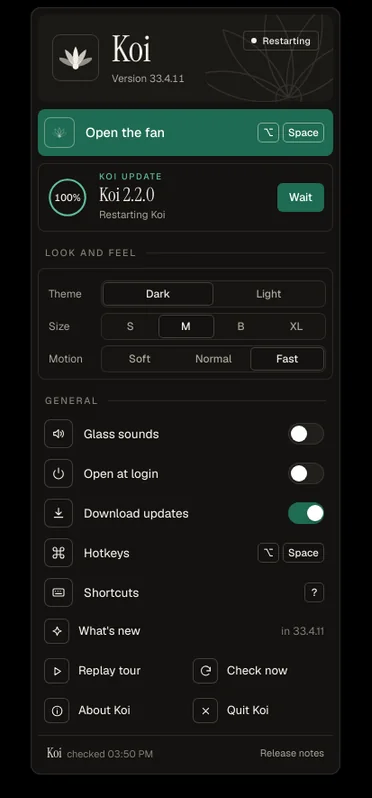 Koi
Restarting
Version 33.4.11
Open the fan ⌥ Space
KOI UPDATE
100% Koi 2.2.0 Wait
Restarting Koi
LOOK AND FEEL
Theme Dark Light
Size S M B XL
Motion Soft Normal Fast
GENERAL
Glass sounds
Open at login
Download updates
Hotkeys ⌥ Space
Shortcuts ?
What's new in 33.4.11
Replay tour Check now
About Koi Quit Koi
Koi checked 03:50 PM Release notes